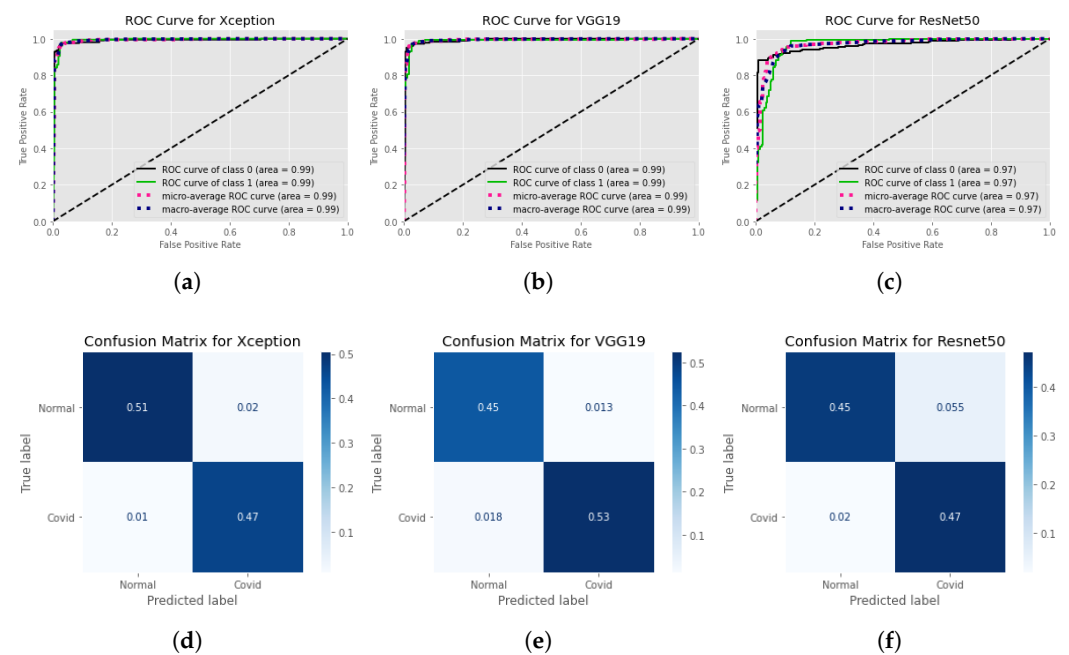 ROC Curve for Xception
True Positive Rate
1.0
0.8
0.6
0.4
0.2
0.0
ROC curve of class 0 (area = 0.99)
ROC curve of class 1 (area = 0.99)
micro-average ROC curve (area = 0.99)
macro-average ROC curve (area = 0.99)
0.0 0.2 0.4 0.6 0.8 1.0
False Positive Rate
(a)
ROC Curve for VGG19
True Positive Rate
1.0
0.8
0.6
0.4
0.2
0.0
ROC curve of class 0 (area = 0.99)
ROC curve of class 1 (area = 0.99)
micro-average ROC curve (area = 0.99)
macro-average ROC curve (area = 0.99)
0.0 0.2 0.4 0.6 0.8 1.0
False Positive Rate
(b)
ROC Curve for ResNet50
True Positive Rate
1.0
0.8
0.6
0.4
0.2
0.0
ROC curve of class 0 (area = 0.97)
ROC curve of class 1 (area = 0.97)
micro-average ROC curve (area = 0.97)
macro-average ROC curve (area = 0.97)
0.0 0.2 0.4 0.6 0.8 1.0
False Positive Rate
(c)
Confusion Matrix for Xception
True label
Normal 0.51 0.02
Covid 0.01 0.47
Normal Covid
Predicted label
0.5
0.4
0.3
0.2
0.1
(d)
Confusion Matrix for VGG19
True label
Normal 0.45 0.013
Covid 0.018 0.53
Normal Covid
Predicted label
0.5
0.4
0.3
0.2
0.1
(e)
Confusion Matrix for Resnet50
True label
Normal 0.45 0.055
Covid 0.02 0.47
Normal Covid
Predicted label
0.4
0.3
0.2
0.1
(f)